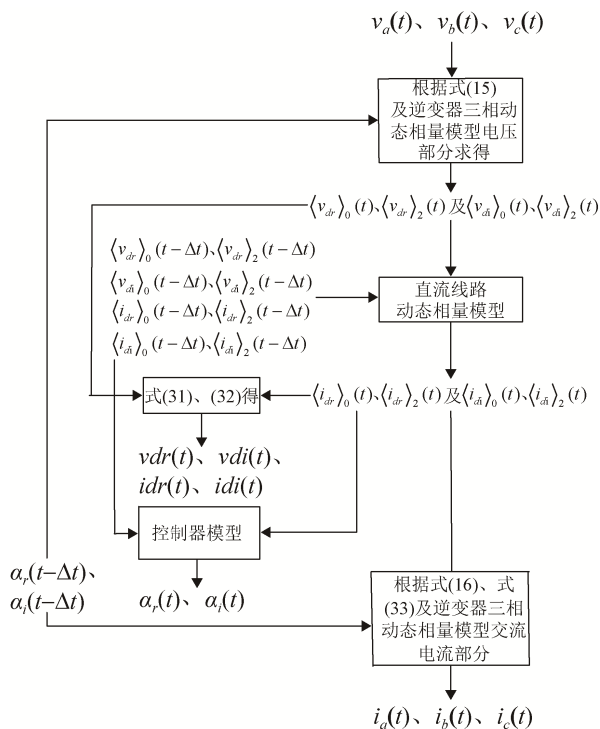 vₐ(t)、v_b(t)、v_c(t)
根据式(15)
及逆变器三相动
态相量模型电压
部分求得
⟨v_dr⟩₀(t)、⟨v_dr⟩₂(t)及⟨v_di⟩₀(t)、⟨v_di⟩₂(t)
⟨v_dr⟩₀(t−Δt)、⟨v_dr⟩₂(t−Δt)
⟨v_di⟩₀(t−Δt)、⟨v_di⟩₂(t−Δt)
⟨i_dr⟩₀(t−Δt)、⟨i_dr⟩₂(t−Δt)
⟨i_di⟩₀(t−Δt)、⟨i_di⟩₂(t−Δt)
直流线路
动态相量模型
式(31)、(32)得
⟨i_dr⟩₀(t)、⟨i_dr⟩₂(t)及⟨i_di⟩₀(t)、⟨i_di⟩₂(t)
vdr(t)、vdi(t)、
idr(t)、idi(t)
控制器模型
α_r(t−Δt)、
α_i(t−Δt)
α_r(t)、α_i(t)
根据式(16)、式
(33)及逆变器三相
动态相量模型交流
电流部分
iₐ(t)、i_b(t)、i_c(t)